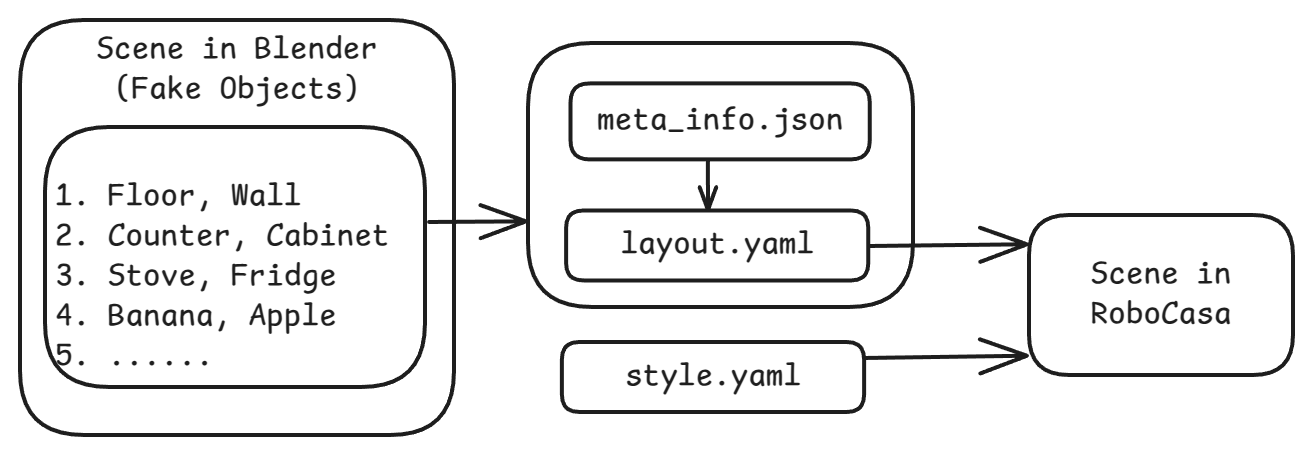 Scene in Blender
(Fake Objects)
1. Floor, Wall
2. Counter, Cabinet
3. Stove, Fridge
4. Banana, Apple
5. ......
meta_info.json
layout.yaml
style.yaml
Scene in
RoboCasa